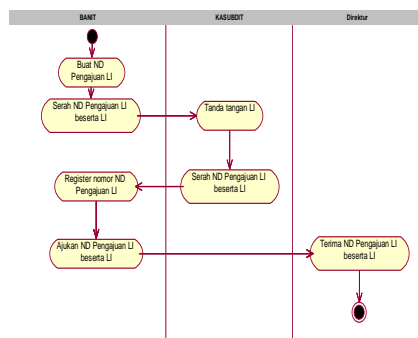 BANIT
KASUBDIT
Direktur
Buat ND
Pengajuan LI
Serah ND Pengajuan LI
beserta LI
Tanda tangan LI
Register nomor ND
Pengajuan LI
Serah ND Pengajuan LI
beserta LI
Ajukan ND Pengajuan LI
beserta LI
Terima ND Pengajuan LI
beserta LI